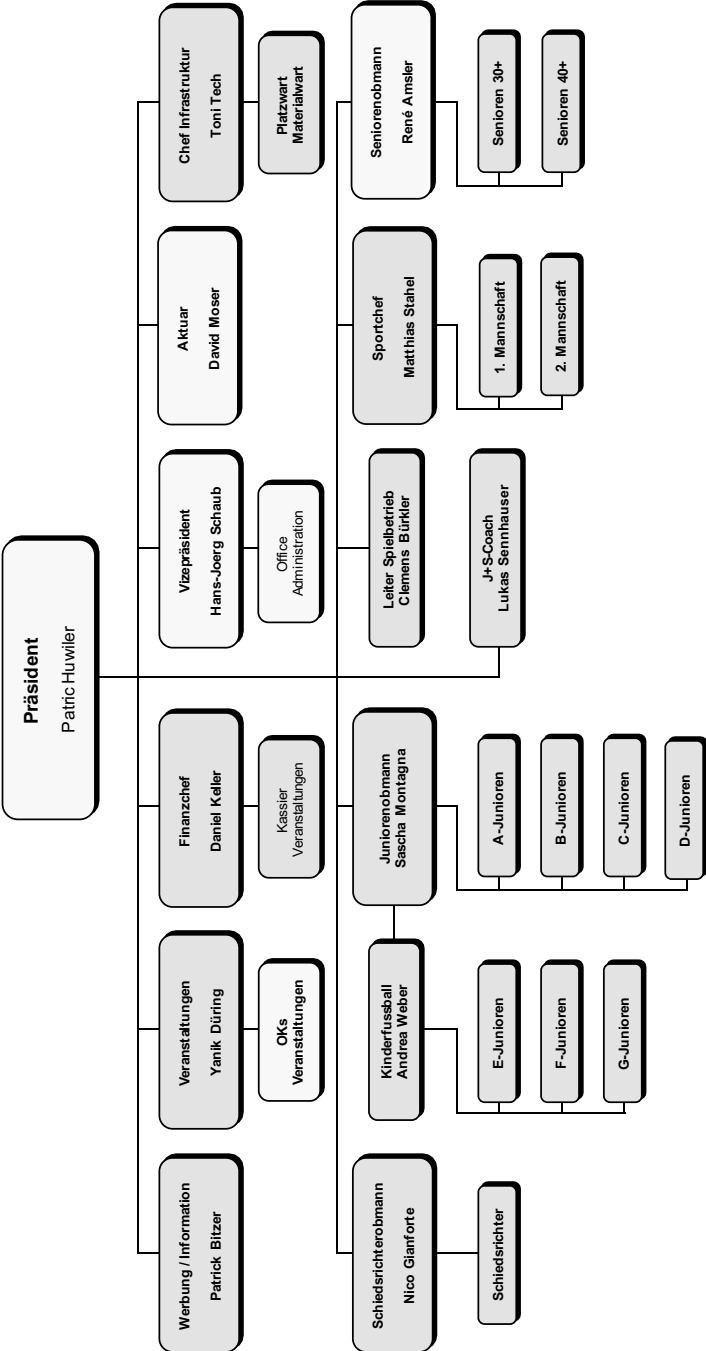 Präsident
Patric Huwiler
Werbung / Information
Patrick Bitzer
Veranstaltungen
Yanik Düring
Finanzchef
Daniel Keller
Vizepräsident
Hans-Joerg Schaub
Aktuar
David Moser
Chef Infrastruktur
Toni Tech
OKs
Veranstaltungen
Kassier
Veranstaltungen
Office
Administration
Platzwart
Materialwart
Schiedsrichterobmann
Nico Gianforte
Kinderfussball
Andrea Weber
Juniorenobmann
Sascha Montagna
Leiter Spielbetrieb
Clemens Bürkler
Sportchef
Matthias Stahel
Seniorenobmann
René Amsler
Schiedsrichter
E-Junioren
F-Junioren
G-Junioren
A-Junioren
B-Junioren
C-Junioren
D-Junioren
J+S-Coach
Lukas Sennhauser
1. Mannschaft
2. Mannschaft
Senioren 30+
Senioren 40+